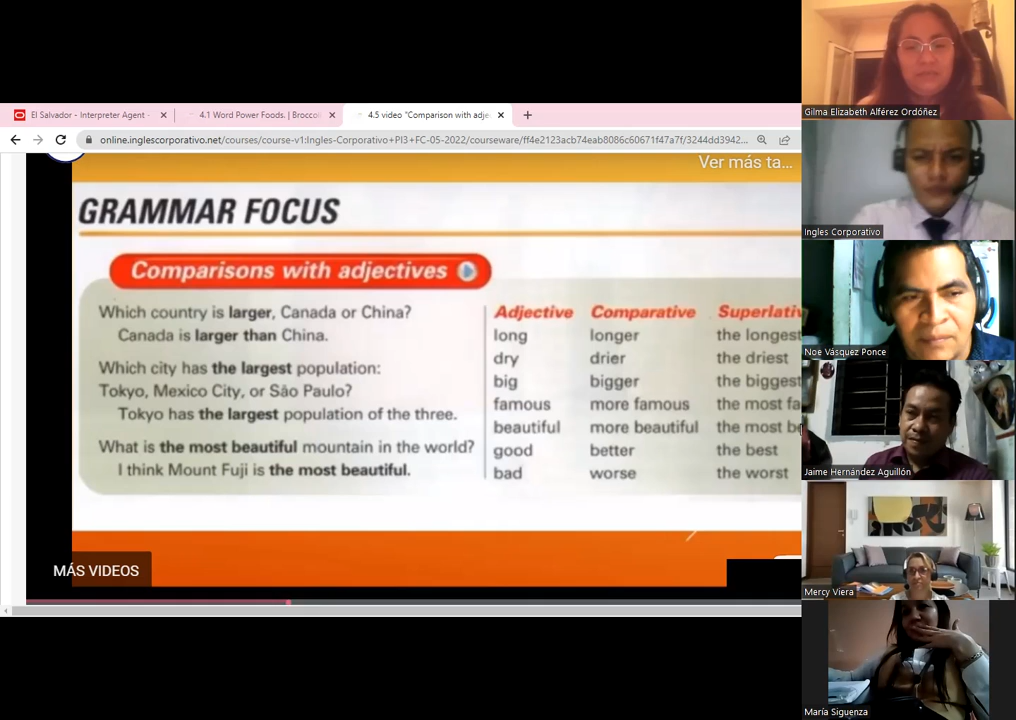 El Salvador - Interpreter Agent -
4.1 Word Power Foods. | Broccoli
4.5 video "Comparison with adje
online.inglescorporativo.net/courses/course-v1:Ingles-Corporativo+PI3+FC-05-2022/courseware/ff4e2123acb74eab8086c60671f47a7f/3244dd3942...
Ver más ta...
GRAMMAR FOCUS
Comparisons with adjectives
Which country is larger, Canada or China?
Canada is larger than China.
Which city has the largest population:
Tokyo, Mexico City, or São Paulo?
Tokyo has the largest population of the three.
What is the most beautiful mountain in the world?
I think Mount Fuji is the most beautiful.
Adjective Comparative Superlativ
long longer the longest
dry drier the driest
big bigger the biggest
famous more famous the most fa
beautiful more beautiful the most be
good better the best
bad worse the worst
MÁS VIDEOS
Gilma Elizabeth Alférez Ordóñez
Ingles Corporativo
Noe Vásquez Ponce
Jaime Hernández Aguillón
Mercy Viera
María Siguenza